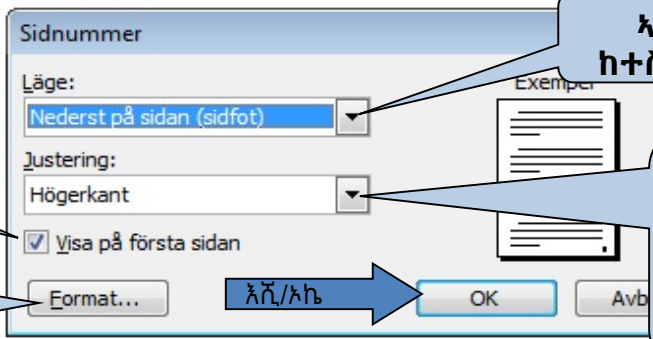 Sidnummer
Läge:
Exempel
Nederst på sidan (sidfot)
Justering:
Högerkant
Visa på första sidan
Format...
እሺ/ኦኬ
OK